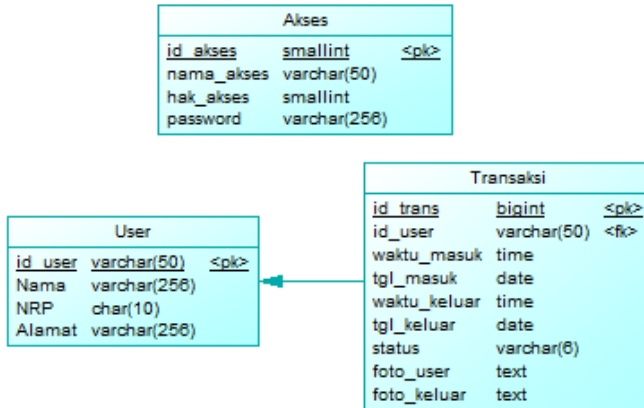 Akses
id_akses smallint <pk>
nama_akses varchar(50)
hak_akses smallint
password varchar(256)
Transaksi
id_trans bigint <pk>
id_user varchar(50) <fk>
waktu_masuk time
tgl_masuk date
waktu_keluar time
tgl_keluar date
status varchar(6)
foto_user text
foto_keluar text
User
id_user varchar(50) <pk>
Nama varchar(256)
NRP char(10)
Alamat varchar(256)